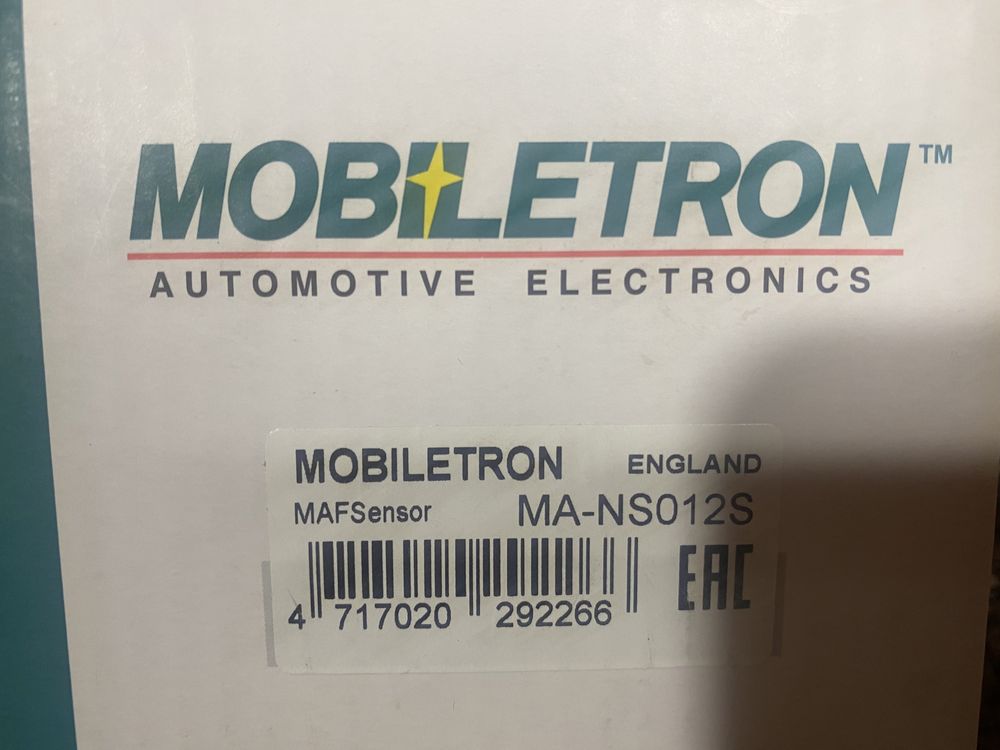 MOBILETRON™
AUTOMOTIVE ELECTRONICS
MOBILETRON ENGLAND
MAFSensor MA-NS012S
EAC
4 717020 292266